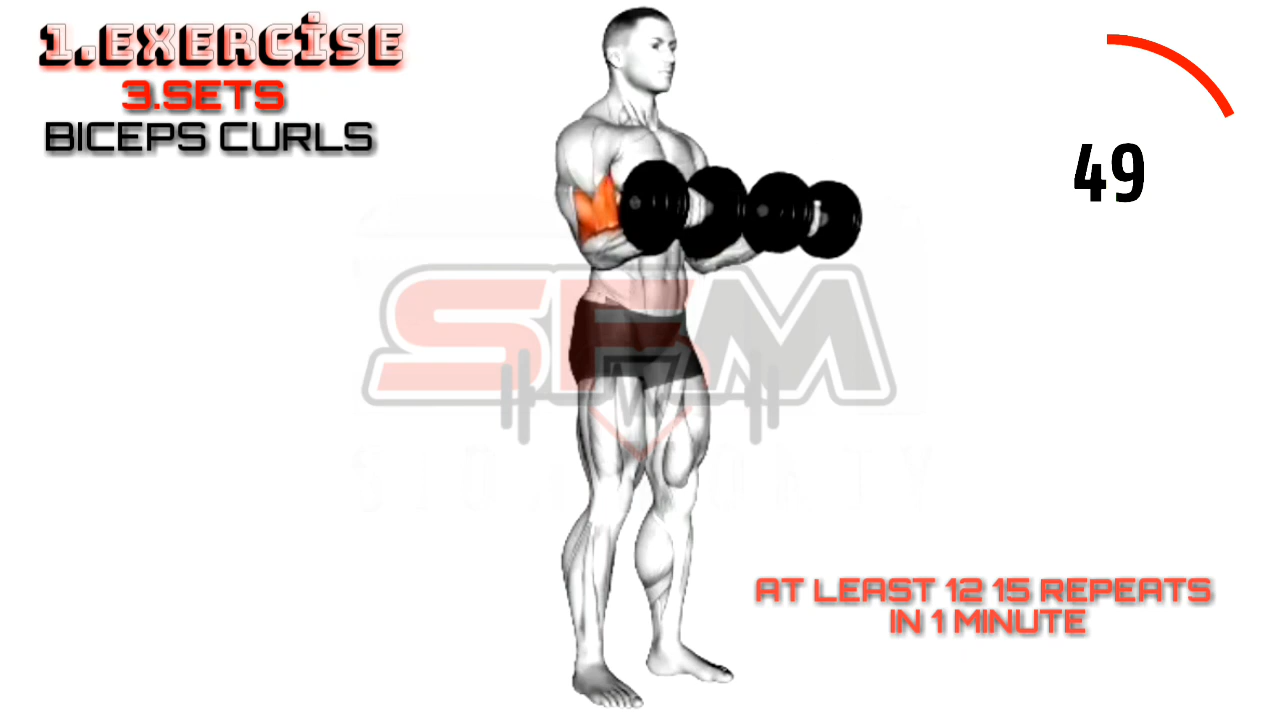 1.EXERCİSE
3.SETS
BICEPS CURLS
49
SFM
AT LEAST 12 15 REPEATS
IN 1 MINUTE